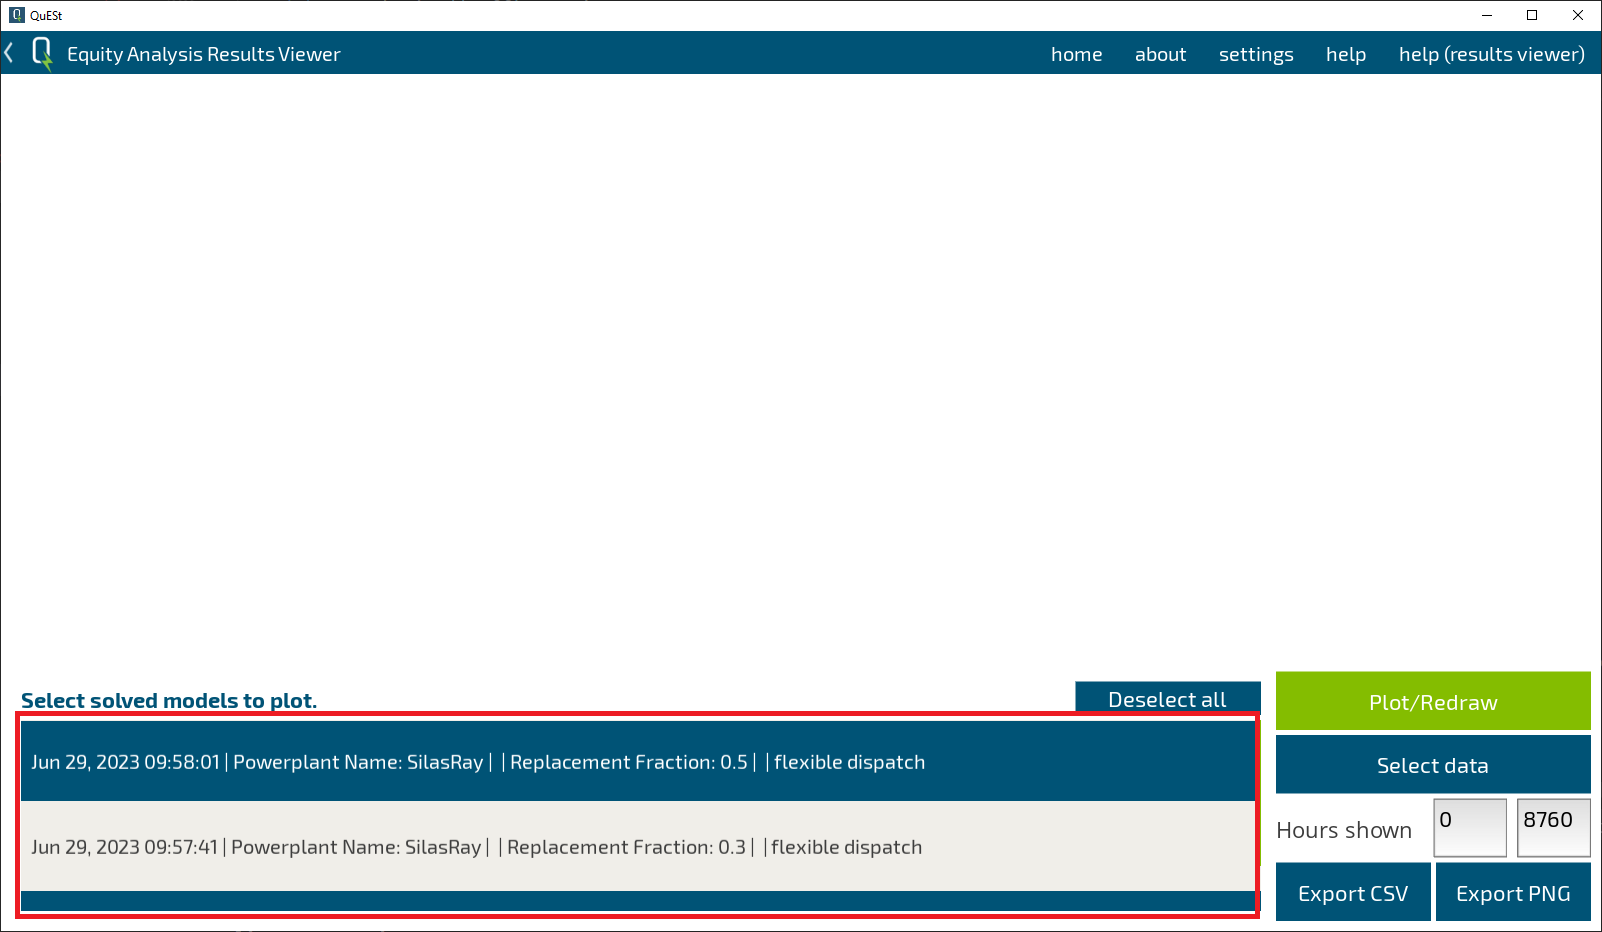 QuESt
Equity Analysis Results Viewer home about settings help help (results viewer)
Select solved models to plot. Deselect all
Plot/Redraw
Jun 29, 2023 09:58:01 | Powerplant Name: SilasRay | | Replacement Fraction: 0.5 | | flexible dispatch
Select data
Hours shown 0 8760
Jun 29, 2023 09:57:41 | Powerplant Name: SilasRay | | Replacement Fraction: 0.3 | | flexible dispatch
Export CSV Export PNG